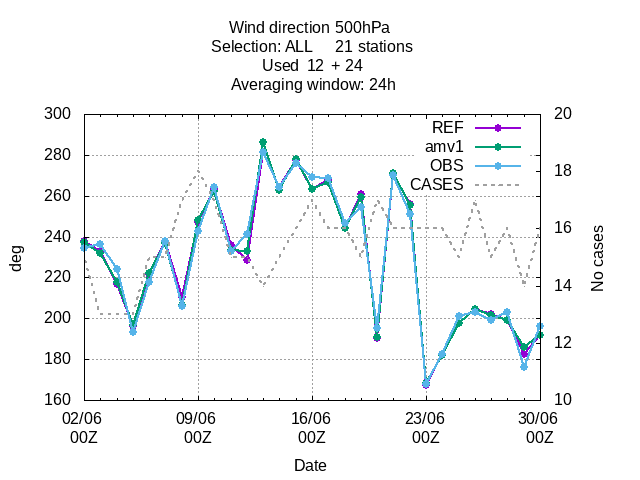 Wind direction 500hPa
Selection: ALL 21 stations
Used 12 + 24
Averaging window: 24h
300
280
260
240
220
200
180
160
deg
20
18
16
14
12
10
No cases
REF
amv1
OBS
CASES
02/06 09/06 16/06 23/06 30/06
00Z 00Z 00Z 00Z 00Z
Date